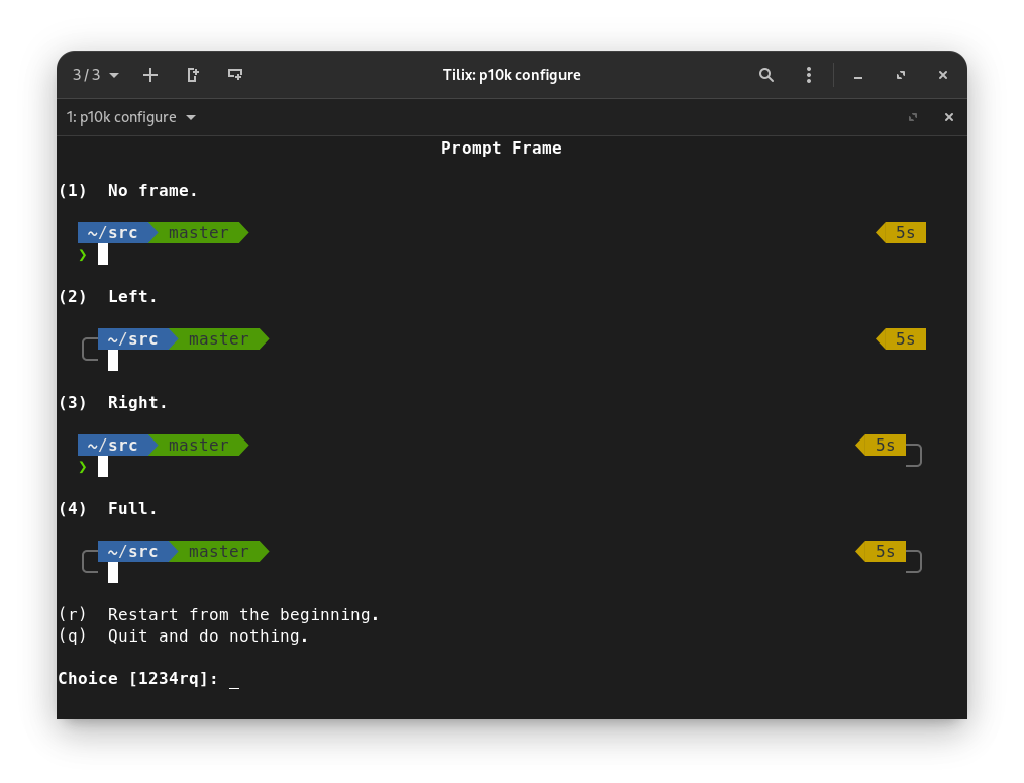 3 / 3
Tilix: p10k configure
1: p10k configure
Prompt Frame
(1) No frame.
~/src master 5s
❯
(2) Left.
~/src master 5s
(3) Right.
~/src master 5s
❯
(4) Full.
~/src master 5s
(r) Restart from the beginning.
(q) Quit and do nothing.
Choice [1234rq]: _